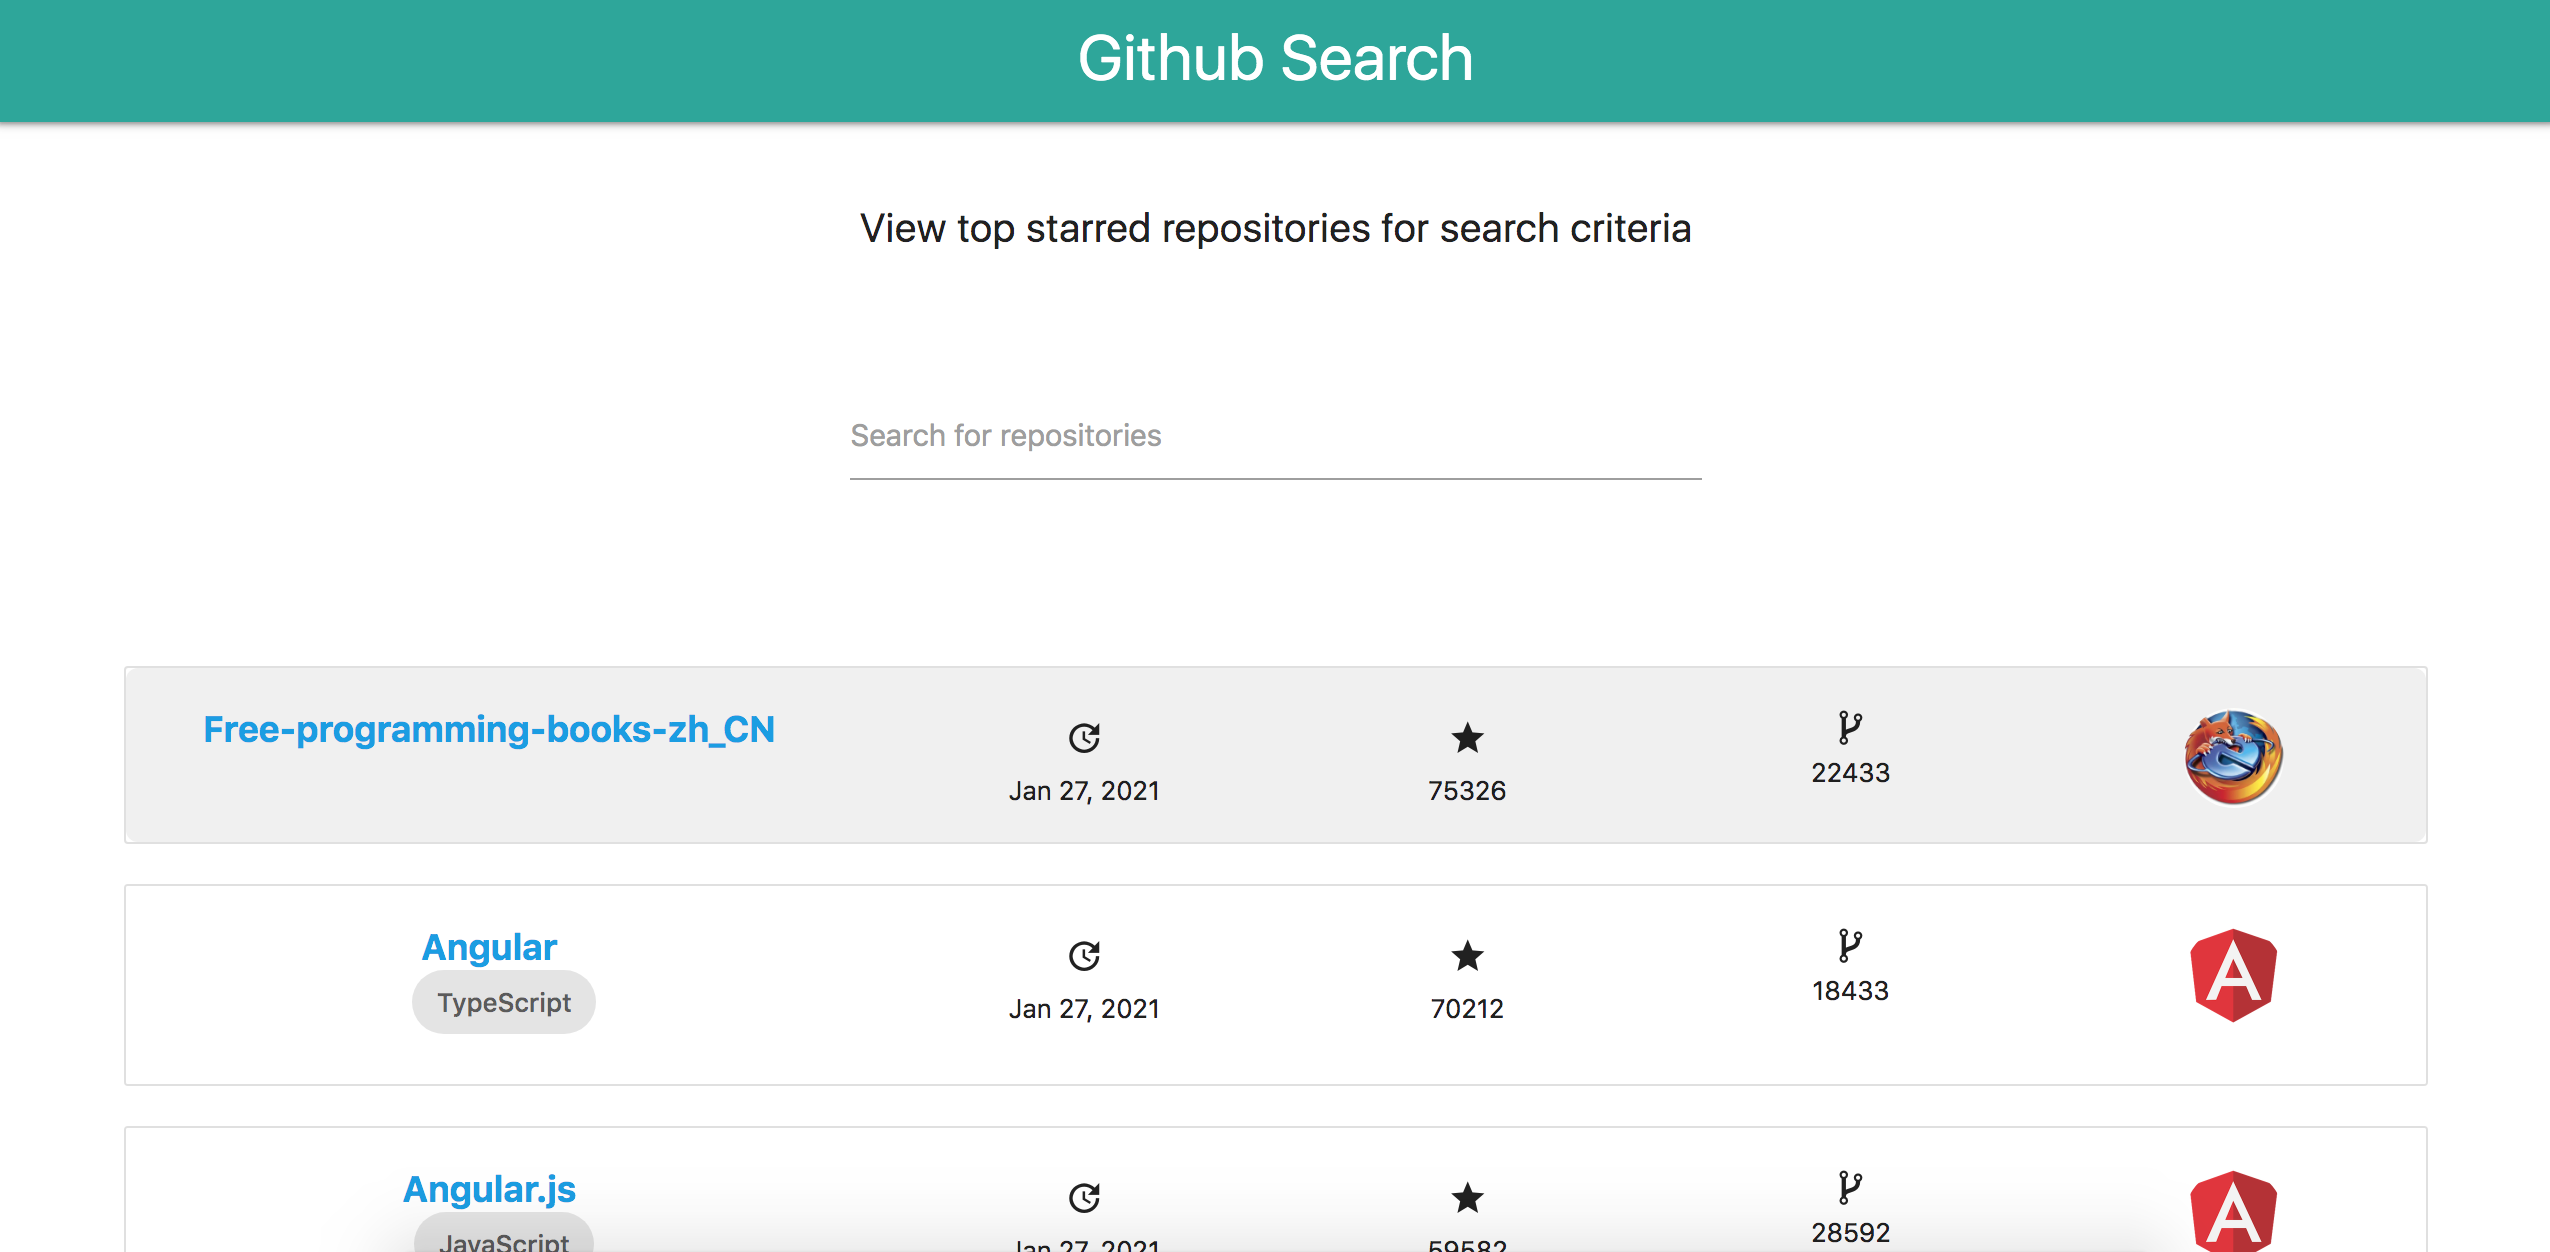 Github Search
View top starred repositories for search criteria
Search for repositories
Free-programming-books-zh_CN
Jan 27, 2021
75326
22433
Angular
TypeScript
Jan 27, 2021
70212
18433
Angular.js
JavaScript
Jan 27, 2021
59582
28592